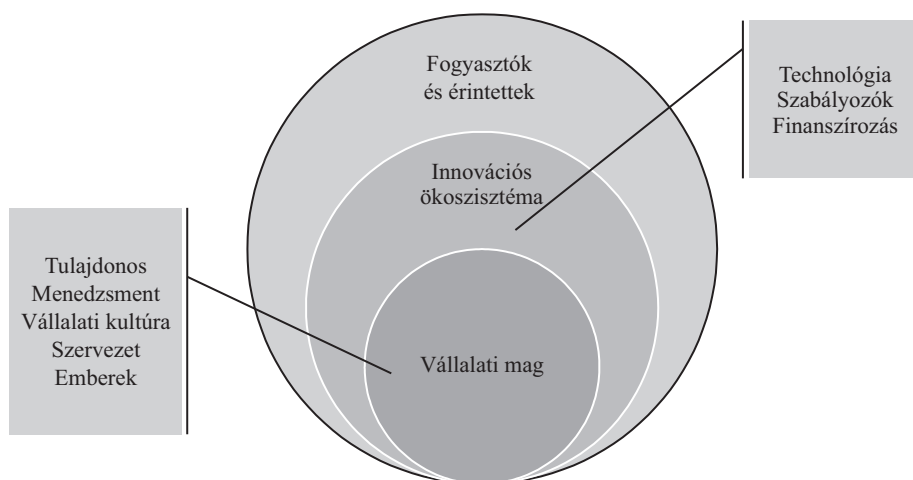 Fogyasztók
és érintettek
Technológia
Szabályozók
Finanszírozás
Innovációs
ökoszisztéma
Tulajdonos
Menedzsment
Vállalati kultúra
Szervezet
Emberek
Vállalati mag